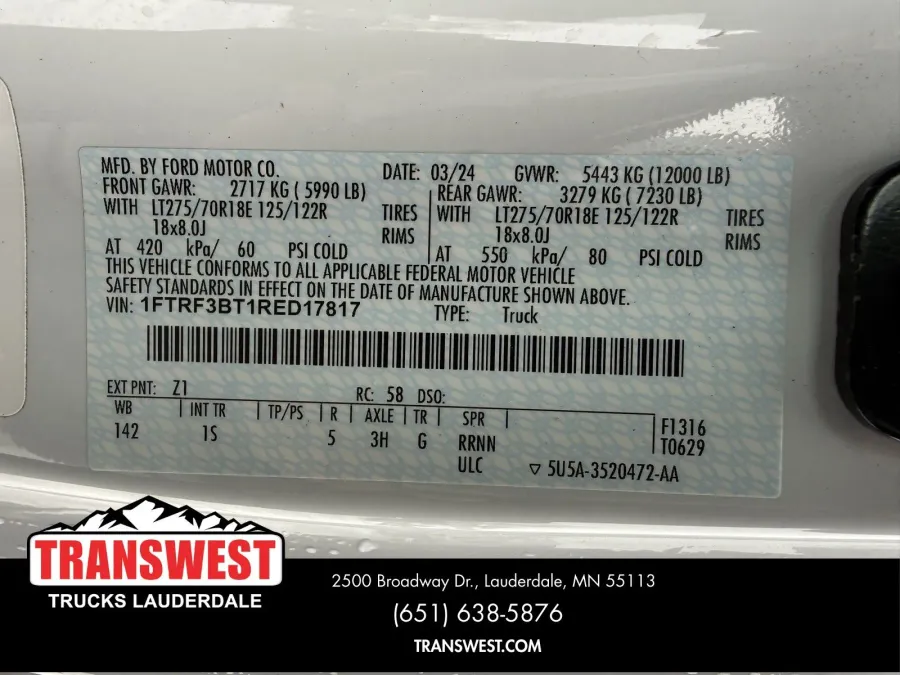 MFD. BY FORD MOTOR CO. DATE: 03/24 GVWR: 5443 KG (12000 LB)
FRONT GAWR: 2717 KG ( 5990 LB) REAR GAWR: 3279 KG ( 7230 LB)
WITH LT275/70R18E 125/122R TIRES WITH LT275/70R18E 125/122R TIRES
18x8.0J RIMS 18x8.0J RIMS
AT 420 kPa/ 60 PSI COLD AT 550 kPa/ 80 PSI COLD
THIS VEHICLE CONFORMS TO ALL APPLICABLE FEDERAL MOTOR VEHICLE
SAFETY STANDARDS IN EFFECT ON THE DATE OF MANUFACTURE SHOWN ABOVE.
VIN: 1FTRF3BT1RED17817 TYPE: Truck
EXT PNT: Z1 RC: 58 DSO:
WB INT TR TP/PS R AXLE TR SPR F1316
142 1S 5 3H G RRNN T0629
ULC ▽ 5U5A-3520472-AA
TRANSWEST
TRUCKS LAUDERDALE
2500 Broadway Dr., Lauderdale, MN 55113
(651) 638-5876
TRANSWEST.COM